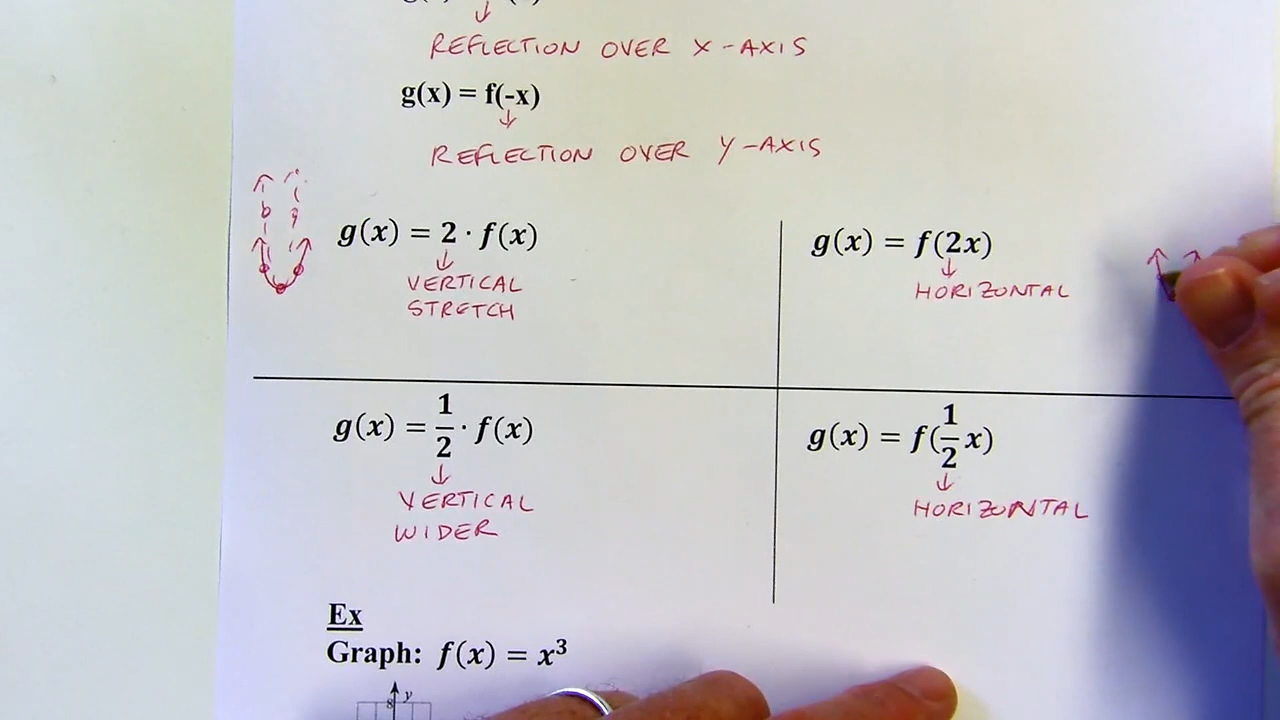 REFLECTION OVER X-AXIS
g(x) = f(-x)
REFLECTION OVER Y-AXIS
g(x) = 2 · f(x)
VERTICAL
STRETCH
g(x) = f(2x)
HORIZONTAL
g(x) = 1/2 · f(x)
VERTICAL
WIDER
g(x) = f(1/2 x)
HORIZONTAL
Ex
Graph: f(x) = x³
8 y